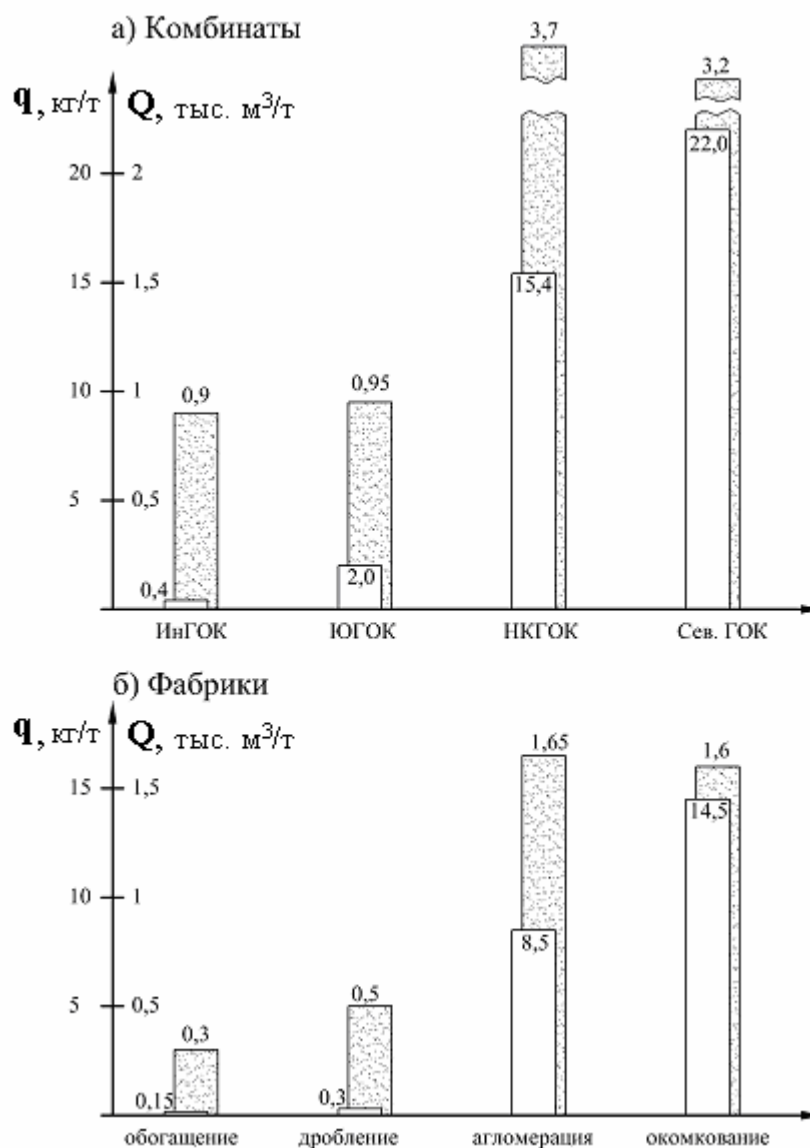 а) Комбинаты
3,7
3,2
q, кг/т Q, тыс. м³/т
20 2 22,0
15 1,5 15,4
10 1 0,9 0,95
5 0,5
0,4 2,0
ИнГОК ЮГОК НКГОК Сев. ГОК
б) Фабрики
q, кг/т Q, тыс. м³/т
1,65 1,6
15 1,5 14,5
10 1
8,5
5 0,5 0,3 0,5
0,15 0,3
обогащение дробление агломерация окомкование